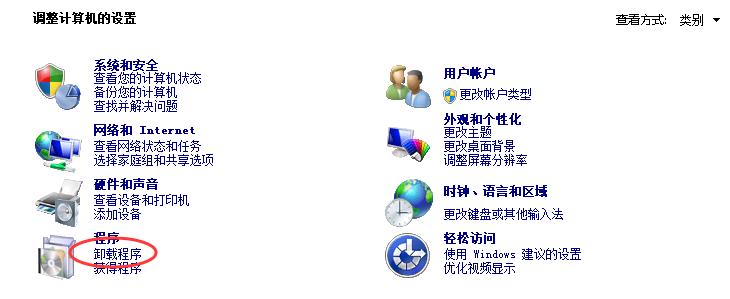 调整计算机的设置
查看方式: 类别
系统和安全
查看您的计算机状态
备份您的计算机
查找并解决问题
网络和 Internet
查看网络状态和任务
选择家庭组和共享选项
硬件和声音
查看设备和打印机
添加设备
程序
卸载程序
获得程序
用户帐户
更改帐户类型
外观和个性化
更改主题
更改桌面背景
调整屏幕分辨率
时钟、语言和区域
更改键盘或其他输入法
轻松访问
使用 Windows 建议的设置
优化视频显示